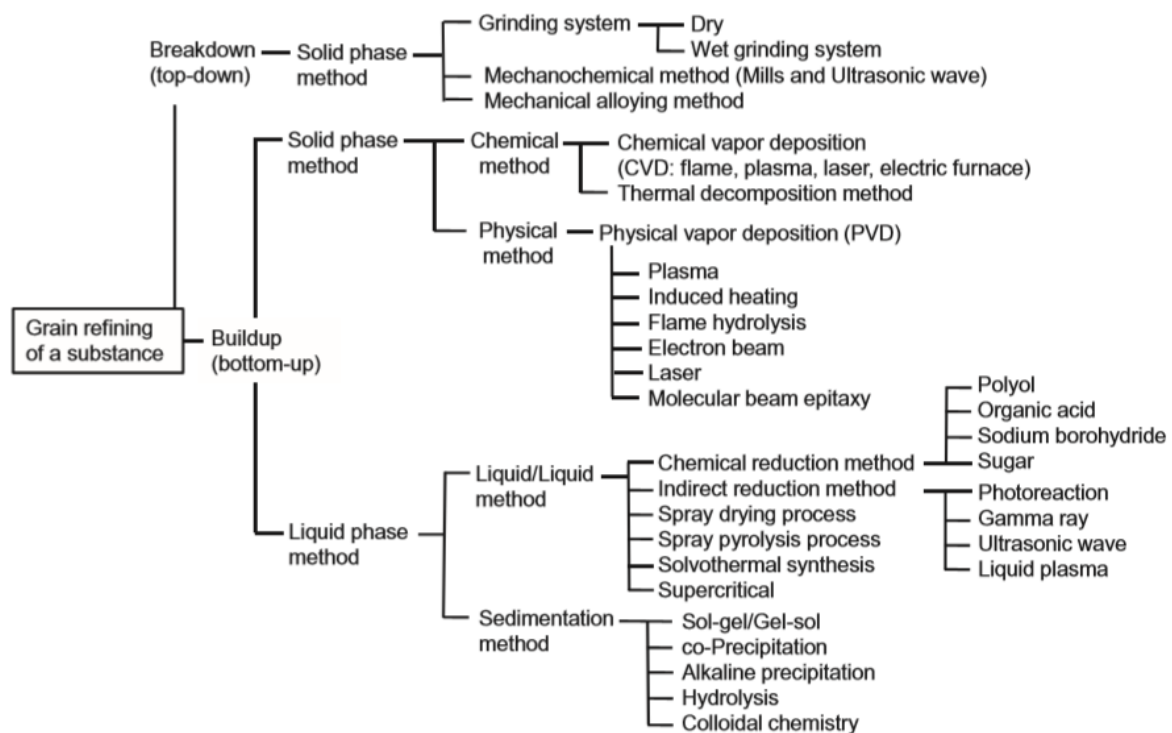 Grinding system
Dry
Wet grinding system
Breakdown
(top-down)
Solid phase
method
Mechanochemical method (Mills and Ultrasonic wave)
Mechanical alloying method
Solid phase
method
Chemical
method
Chemical vapor deposition
(CVD: flame, plasma, laser, electric furnace)
Thermal decomposition method
Physical
method
Physical vapor deposition (PVD)
Plasma
Induced heating
Flame hydrolysis
Electron beam
Laser
Molecular beam epitaxy
Grain refining
of a substance
Buildup
(bottom-up)
Liquid phase
method
Liquid/Liquid
method
Chemical reduction method
Polyol
Organic acid
Sodium borohydride
Sugar
Indirect reduction method
Photoreaction
Gamma ray
Ultrasonic wave
Liquid plasma
Spray drying process
Spray pyrolysis process
Solvothermal synthesis
Supercritical
Sedimentation
method
Sol-gel/Gel-sol
co-Precipitation
Alkaline precipitation
Hydrolysis
Colloidal chemistry